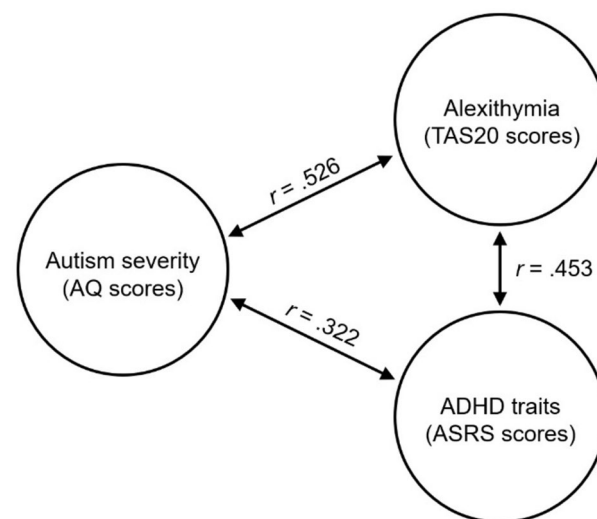 Alexithymia
(TAS20 scores)
r = .526
Autism severity
(AQ scores)
r = .453
r = .322
ADHD traits
(ASRS scores)